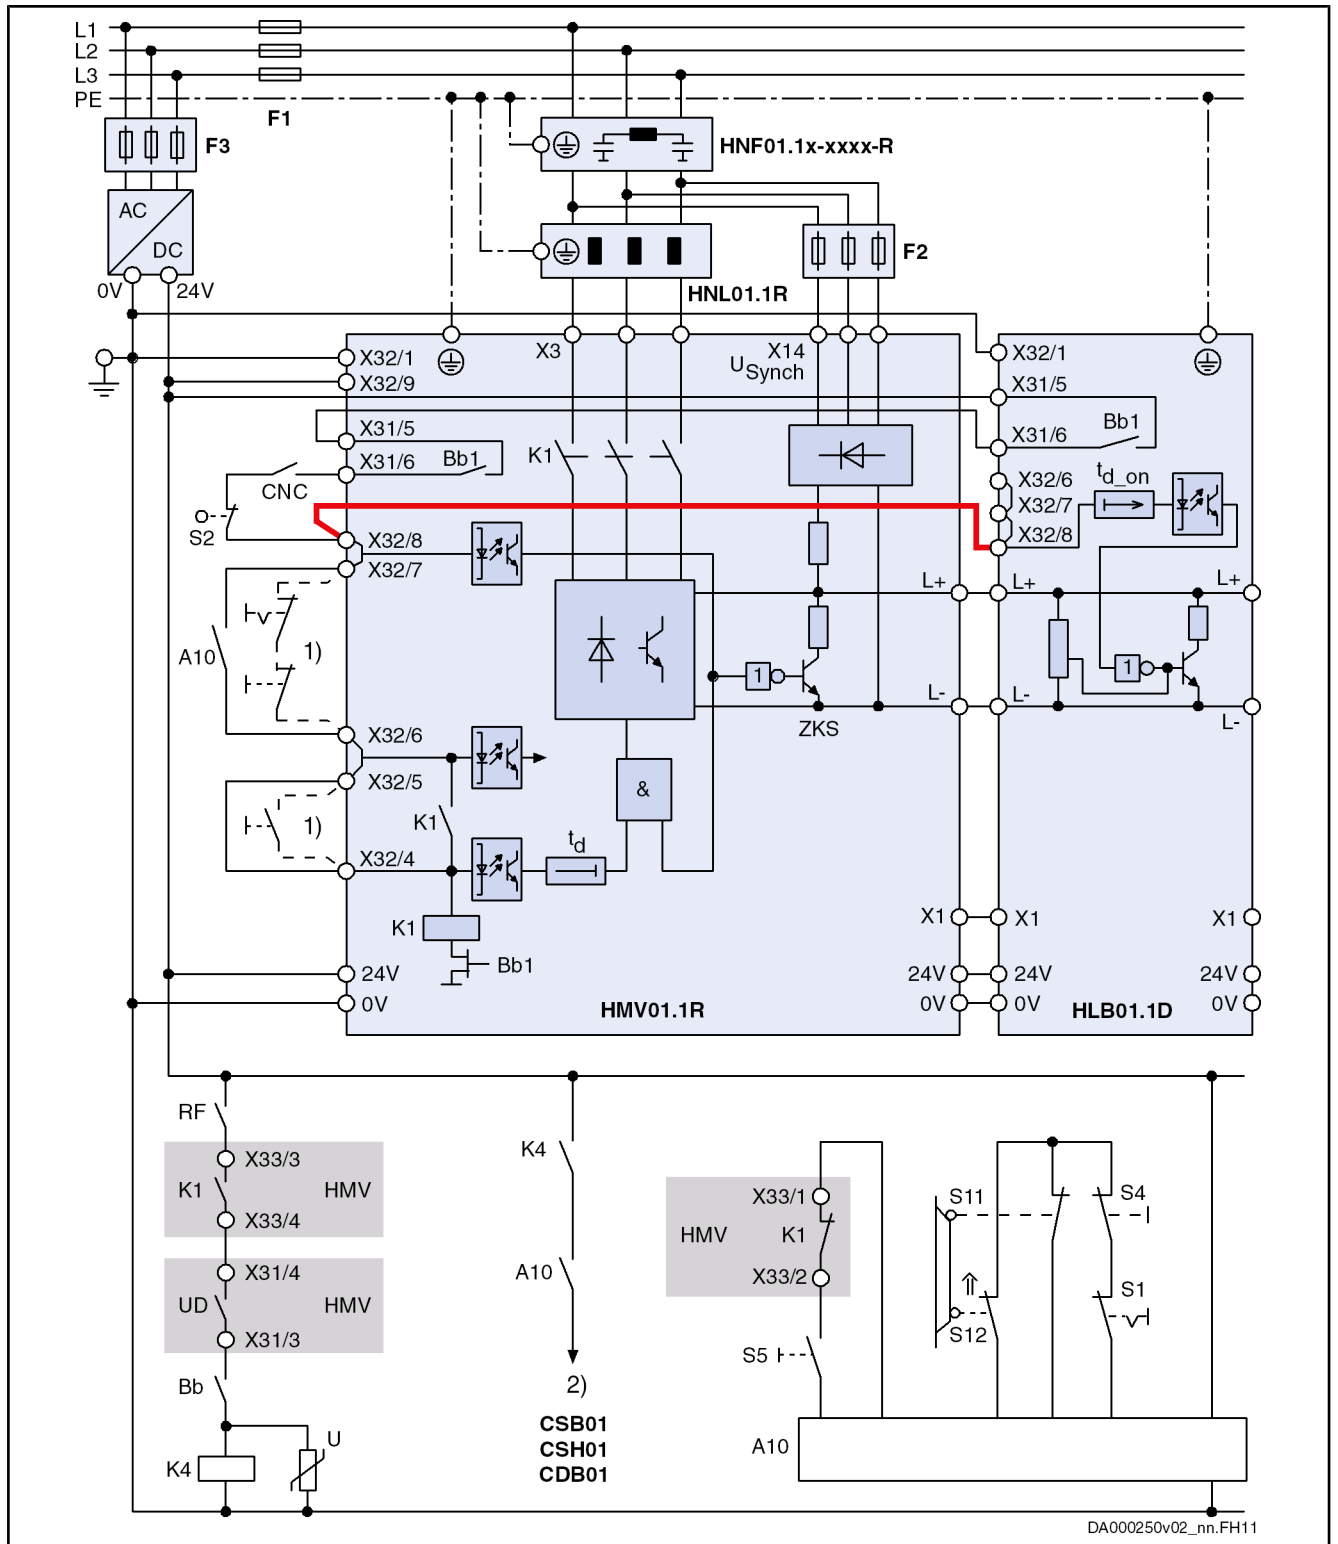 L1
L2
L3
PE
F1
F3
HNF01.1x-xxxx-R
AC
DC
F2
0V
24V
HNL01.1R
X32/1
X3
X14
USynch
X32/1
X32/9
X31/5
X31/5
Bb1
X31/6
Bb1
K1
X31/6
CNC
td_on
X32/6
X32/7
S2
X32/8
X32/8
X32/7
L+
L+
L+
A10
1)
1
1
L-
L-
L-
ZKS
X32/6
X32/5
&
K1
1)
td
X32/4
K1
X1
X1
X1
Bb1
24V
24V
24V
24V
0V
HMV01.1R
0V
0V
HLB01.1D
0V
RF
X33/3
K1
HMV
X33/4
X31/4
UD
HMV
X31/3
Bb
U
K4
K4
A10
2)
CSB01
CSH01
CDB01
X33/1
HMV
K1
X33/2
S5
S11
S4
S12
S1
A10
DA000250v02_nn.FH11